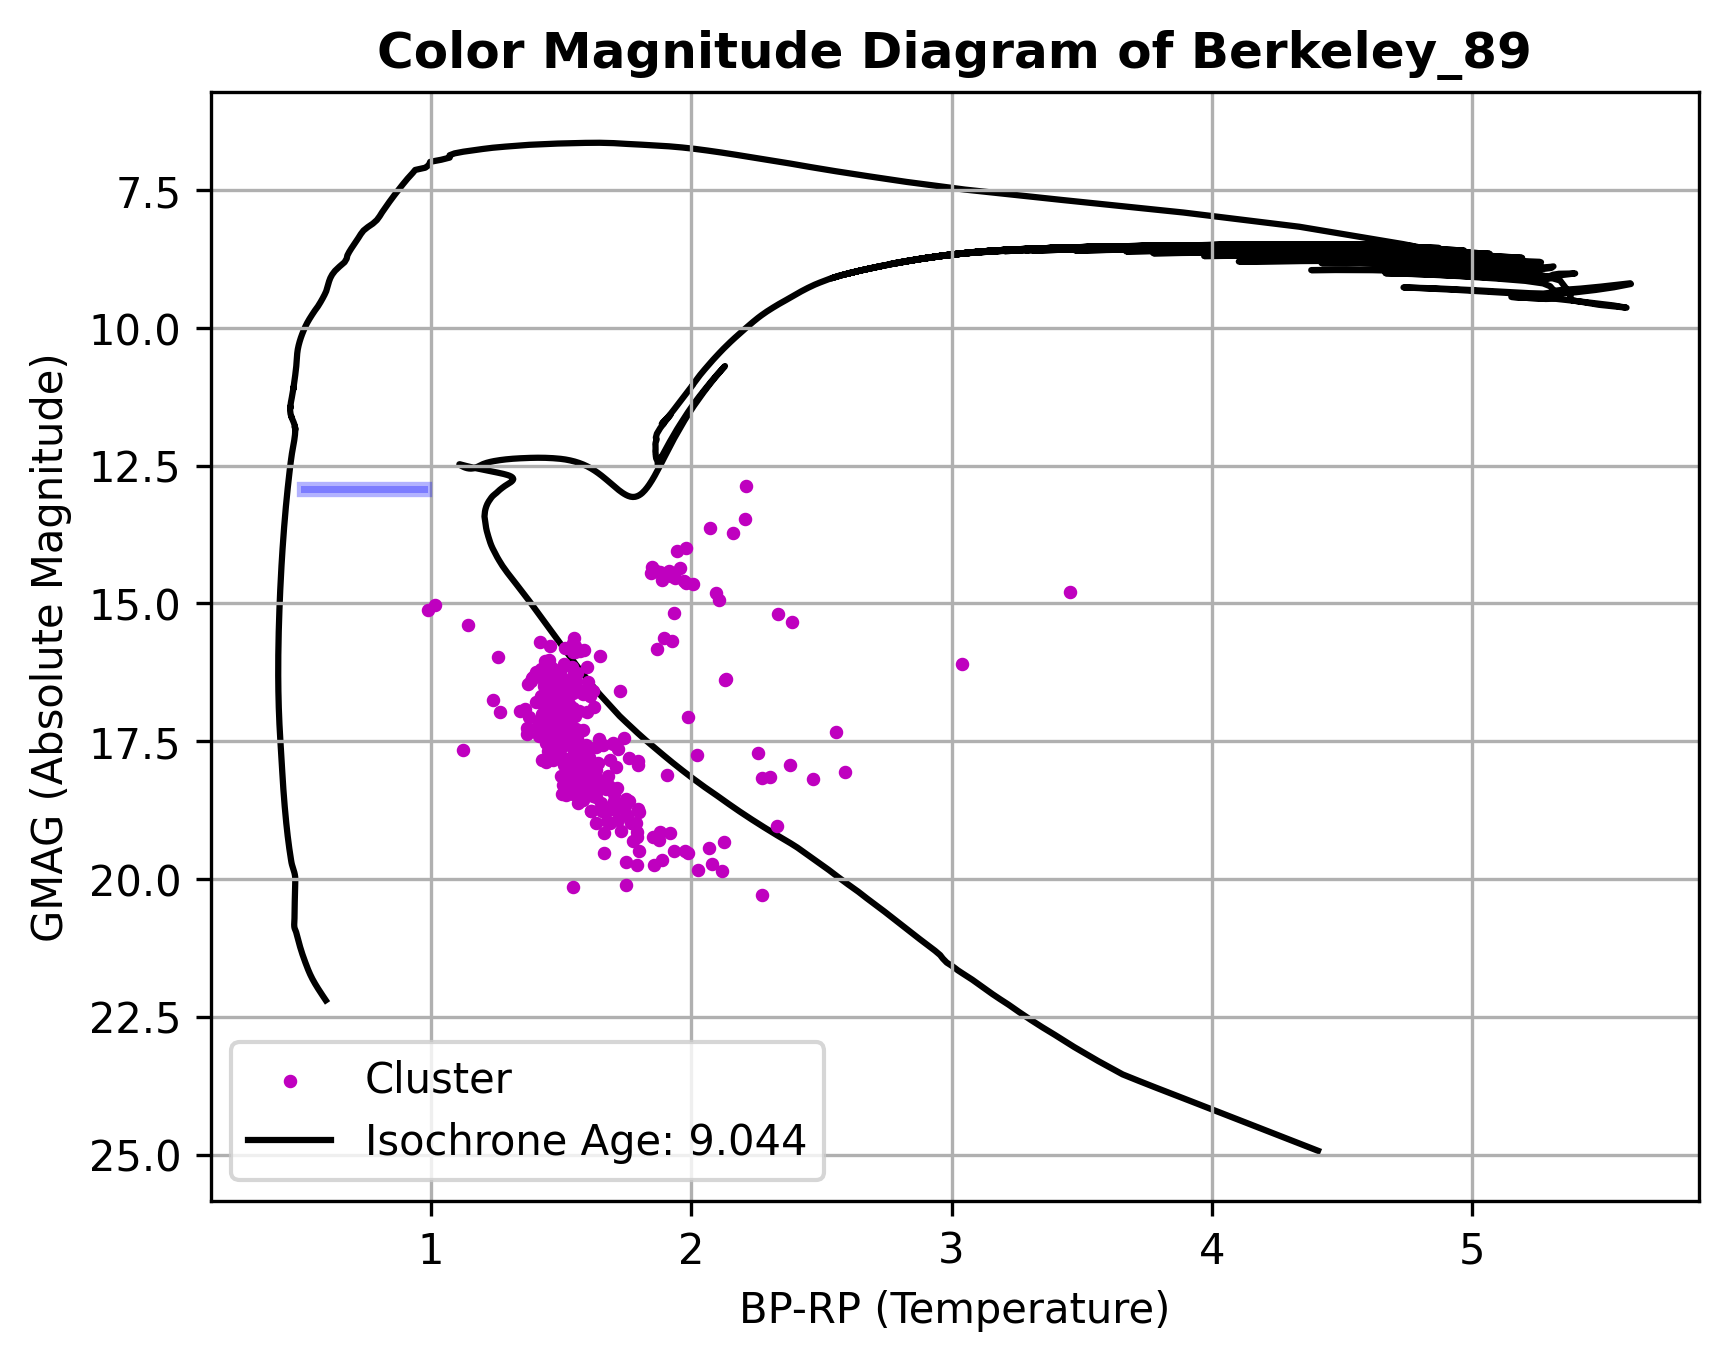 Color Magnitude Diagram of Berkeley_89
GMAG (Absolute Magnitude)
7.5
10.0
12.5
15.0
17.5
20.0
22.5
25.0
Cluster
Isochrone Age: 9.044
1 2 3 4 5
BP-RP (Temperature)